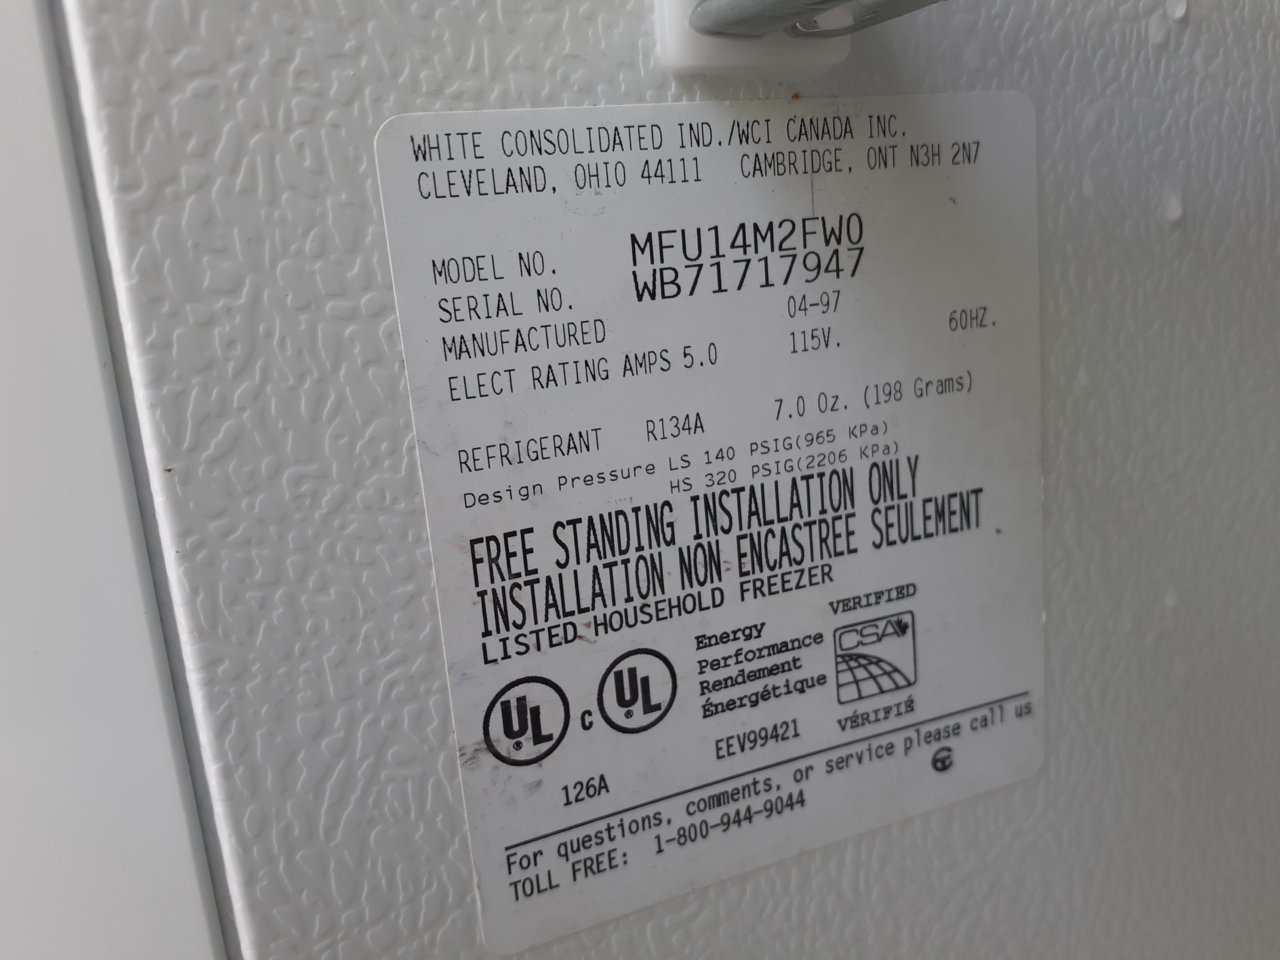 WHITE CONSOLIDATED IND./WCI CANADA INC.
CLEVELAND, OHIO 44111 CAMBRIDGE, ONT N3H 2N7
MODEL NO. MFU14M2FW0
SERIAL NO. WB71717947
MANUFACTURED 04-97
ELECT RATING AMPS 5.0 115V. 60HZ.
REFRIGERANT R134A 7.0 Oz. (198 Grams)
Design Pressure LS 140 PSIG(965 KPa)
HS 320 PSIG(2206 KPa)
FREE STANDING INSTALLATION ONLY
INSTALLATION NON ENCASTREE SEULEMENT
LISTED HOUSEHOLD FREEZER
UL ® C UL ®
126A
Energy
Performance
Rendement
Énergétique
EEV99421
VERIFIED
CSA
VÉRIFIÉ
For questions, comments, or service please call us
TOLL FREE: 1-800-944-9044